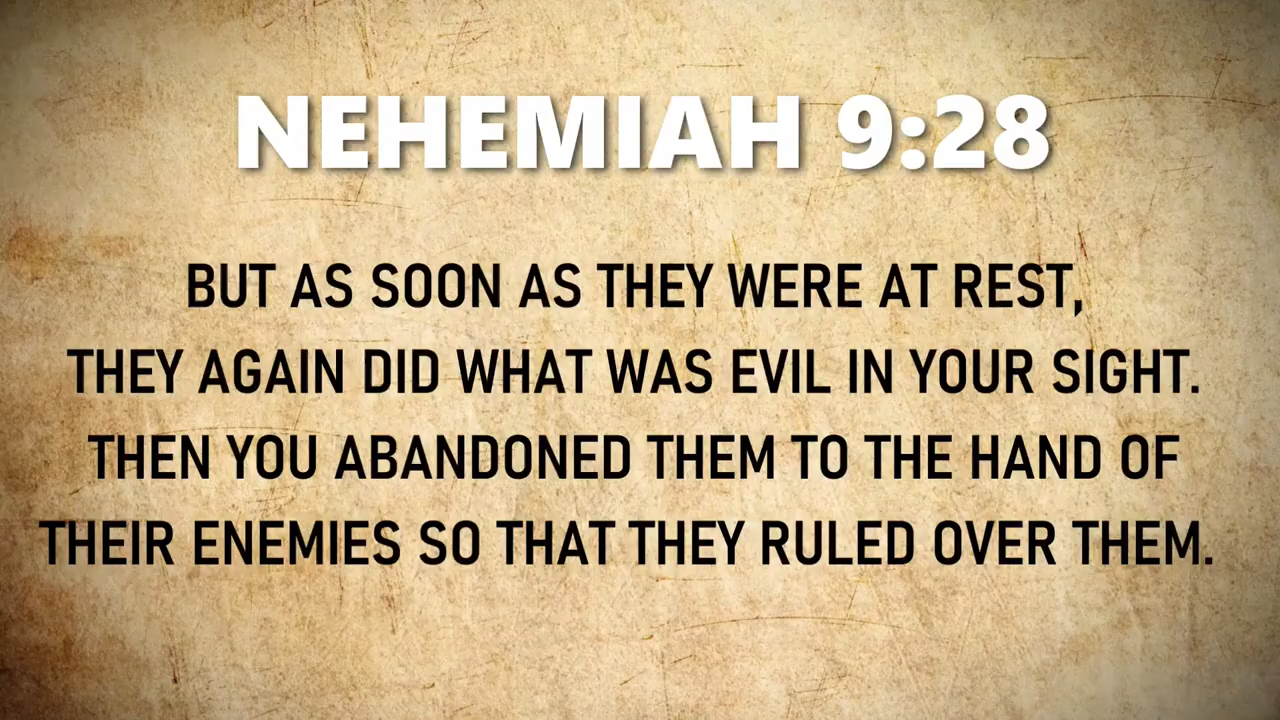 NEHEMIAH 9:28
BUT AS SOON AS THEY WERE AT REST,
THEY AGAIN DID WHAT WAS EVIL IN YOUR SIGHT.
THEN YOU ABANDONED THEM TO THE HAND OF
THEIR ENEMIES SO THAT THEY RULED OVER THEM.